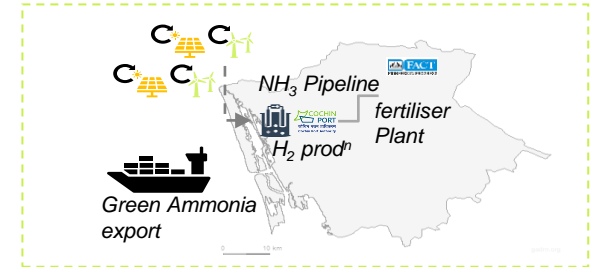 FACT
NH3 Pipeline
COCHIN
PORT
fertiliser
Plant
H2 prodn
Green Ammonia
export
0 10 km